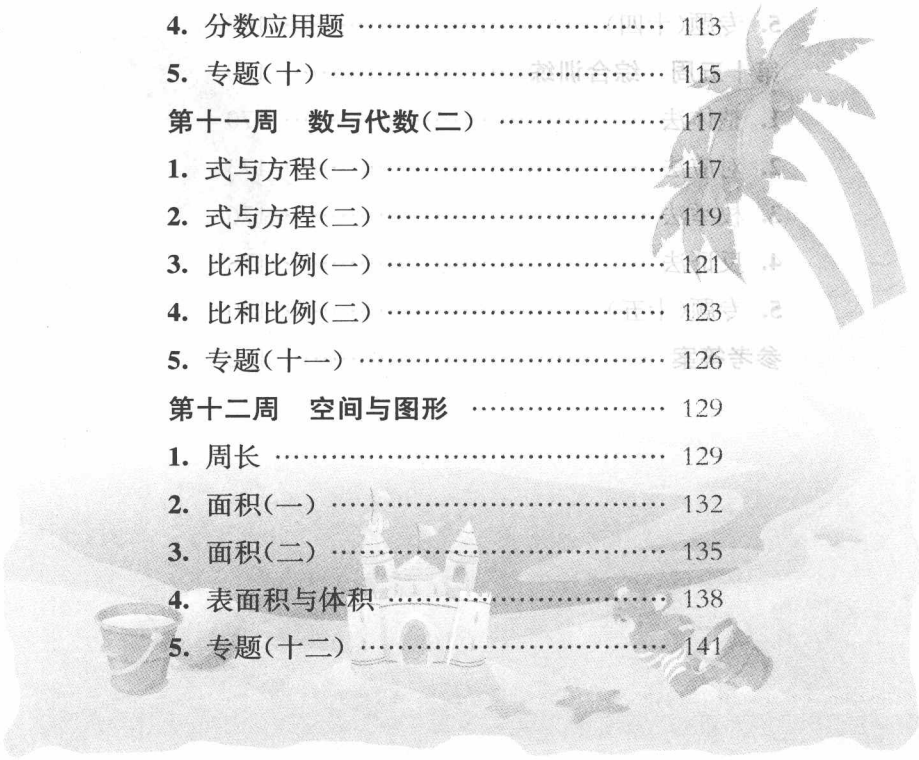 4. 分数应用题 ································ 113
5. 专题(十) ···································· 115
第十一周 数与代数(二) ·················· 117
1. 式与方程(一) ······························ 117
2. 式与方程(二) ······························ 119
3. 比和比例(一) ······························ 121
4. 比和比例(二) ······························ 123
5. 专题(十一) ································· 126
第十二周 空间与图形 ····················· 129
1. 周长 ·········································· 129
2. 面积(一) ···································· 132
3. 面积(二) ···································· 135
4. 表面积与体积 ······························ 138
5. 专题(十二) ································· 141